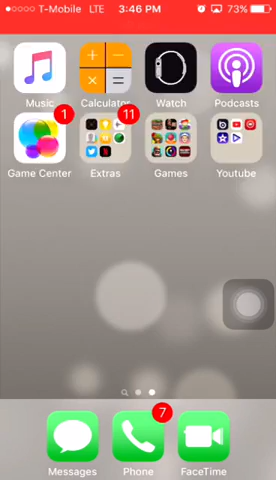 T-Mobile LTE 3:46 PM 73%
Music Calculator Watch Podcasts
1 11
Game Center Extras Games Youtube
7
Messages Phone FaceTime